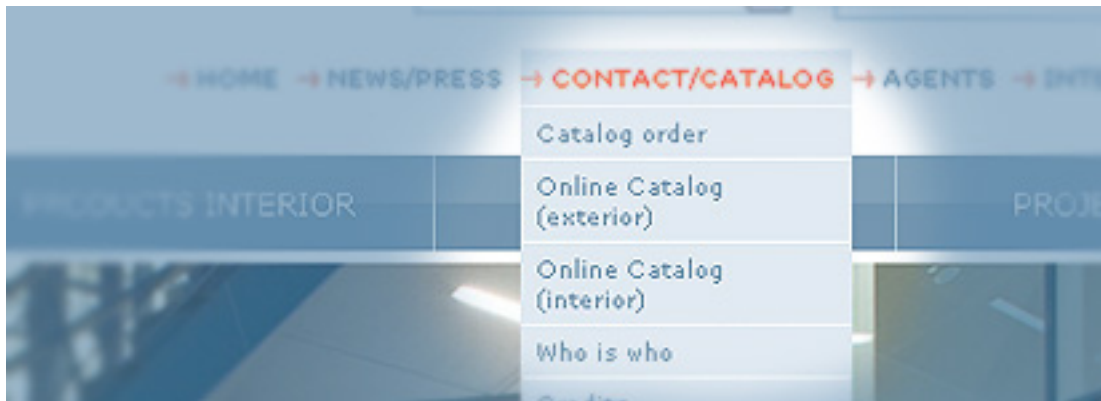 → HOME → NEWS/PRESS → CONTACT/CATALOG → AGENTS →
Catalog order
PRODUCTS INTERIOR
Online Catalog
(exterior)
Online Catalog
(interior)
Who is who